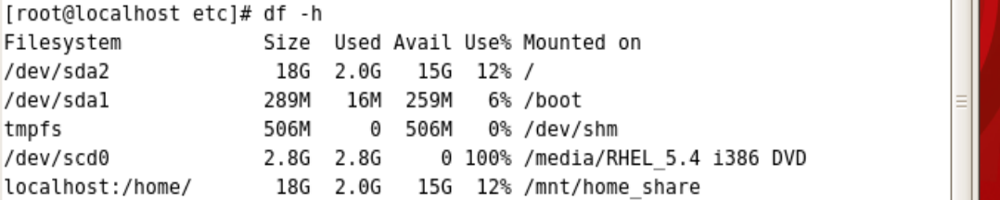 [root@localhost etc]# df -h
Filesystem            Size  Used Avail Use% Mounted on
/dev/sda2              18G  2.0G   15G  12% /
/dev/sda1             289M   16M  259M   6% /boot
tmpfs                 506M     0  506M   0% /dev/shm
/dev/scd0             2.8G  2.8G     0 100% /media/RHEL_5.4 i386 DVD
localhost:/home/       18G  2.0G   15G  12% /mnt/home_share